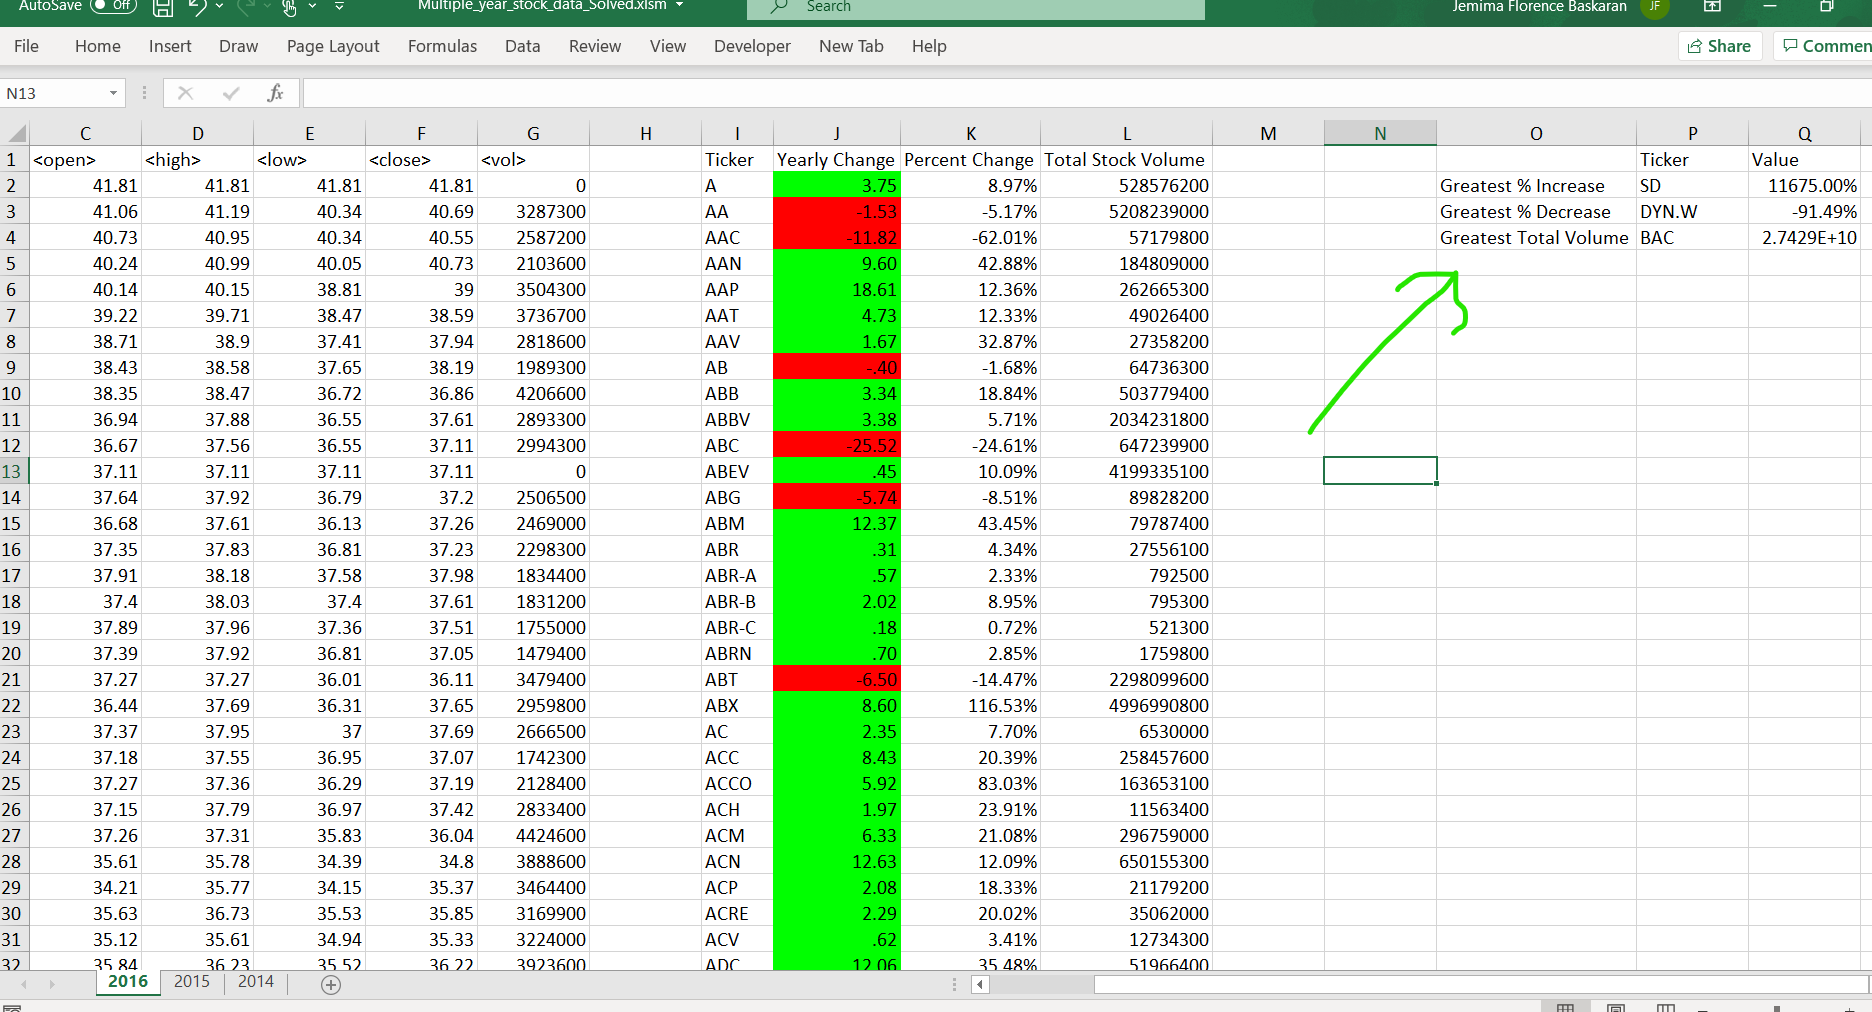 AutoSave Off Multiple_year_stock_data_Solved.xlsm Search Jemima Florence Baskaran JF
File Home Insert Draw Page Layout Formulas Data Review View Developer New Tab Help Share Commen
N13 fx
C D E F G H I J K L M N O P Q
1 <open> <high> <low> <close> <vol> Ticker Yearly Change Percent Change Total Stock Volume Ticker Value
2 41.81 41.81 41.81 41.81 0 A 3.75 8.97% 528576200 Greatest % Increase SD 11675.00%
3 41.06 41.19 40.34 40.69 3287300 AA -1.53 -5.17% 5208239000 Greatest % Decrease DYN.W -91.49%
4 40.73 40.95 40.34 40.55 2587200 AAC -11.82 -62.01% 57179800 Greatest Total Volume BAC 2.7429E+10
5 40.24 40.99 40.05 40.73 2103600 AAN 9.60 42.88% 184809000
6 40.14 40.15 38.81 39 3504300 AAP 18.61 12.36% 262665300
7 39.22 39.71 38.47 38.59 3736700 AAT 4.73 12.33% 49026400
8 38.71 38.9 37.41 37.94 2818600 AAV 1.67 32.87% 27358200
9 38.43 38.58 37.65 38.19 1989300 AB -.40 -1.68% 64736300
10 38.35 38.47 36.72 36.86 4206600 ABB 3.34 18.84% 503779400
11 36.94 37.88 36.55 37.61 2893300 ABBV 3.38 5.71% 2034231800
12 36.67 37.56 36.55 37.11 2994300 ABC -25.52 -24.61% 647239900
13 37.11 37.11 37.11 37.11 0 ABEV .45 10.09% 4199335100
14 37.64 37.92 36.79 37.2 2506500 ABG -5.74 -8.51% 89828200
15 36.68 37.61 36.13 37.26 2469000 ABM 12.37 43.45% 79787400
16 37.35 37.83 36.81 37.23 2298300 ABR .31 4.34% 27556100
17 37.91 38.18 37.58 37.98 1834400 ABR-A .57 2.33% 792500
18 37.4 38.03 37.4 37.61 1831200 ABR-B 2.02 8.95% 795300
19 37.89 37.96 37.36 37.51 1755000 ABR-C .18 0.72% 521300
20 37.39 37.92 36.81 37.05 1479400 ABRN .70 2.85% 1759800
21 37.27 37.27 36.01 36.11 3479400 ABT -6.50 -14.47% 2298099600
22 36.44 37.69 36.31 37.65 2959800 ABX 8.60 116.53% 4996990800
23 37.37 37.95 37 37.69 2666500 AC 2.35 7.70% 6530000
24 37.18 37.55 36.95 37.07 1742300 ACC 8.43 20.39% 258457600
25 37.27 37.36 36.29 37.19 2128400 ACCO 5.92 83.03% 163653100
26 37.15 37.79 36.97 37.42 2833400 ACH 1.97 23.91% 11563400
27 37.26 37.31 35.83 36.04 4424600 ACM 6.33 21.08% 296759000
28 35.61 35.78 34.39 34.8 3888600 ACN 12.63 12.09% 650155300
29 34.21 35.77 34.15 35.37 3464400 ACP 2.08 18.33% 21179200
30 35.63 36.73 35.53 35.85 3169900 ACRE 2.29 20.02% 35062000
31 35.12 35.61 34.94 35.33 3224000 ACV .62 3.41% 12734300
32 35.84 36.23 35.52 36.22 3923600 ADC 12.06 35.48% 51966400
2016 2015 2014